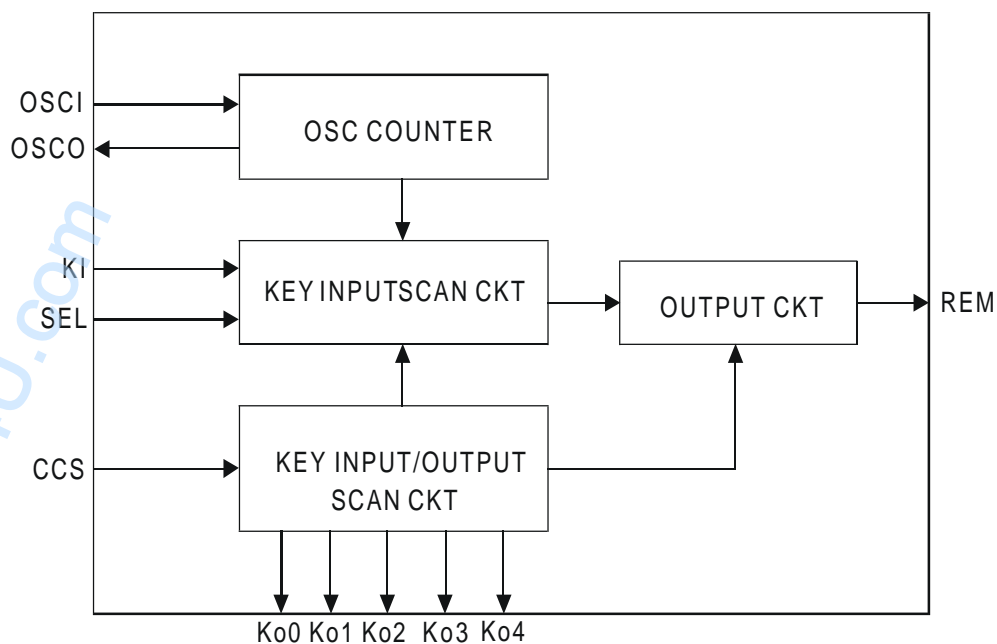 OSCI
OSC COUNTER
OSCO
KI
KEY INPUTSCAN CKT
SEL
OUTPUT CKT
REM
CCS
KEY INPUT/OUTPUT
SCAN CKT
Ko0 Ko1 Ko2 Ko3 Ko4
U.com